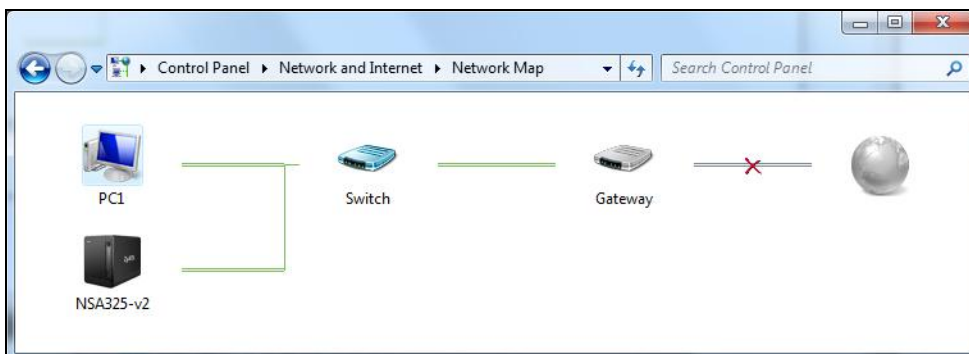 Control Panel ▸ Network and Internet ▸ Network Map
Search Control Panel
PC1
Switch
Gateway
NSA325-v2